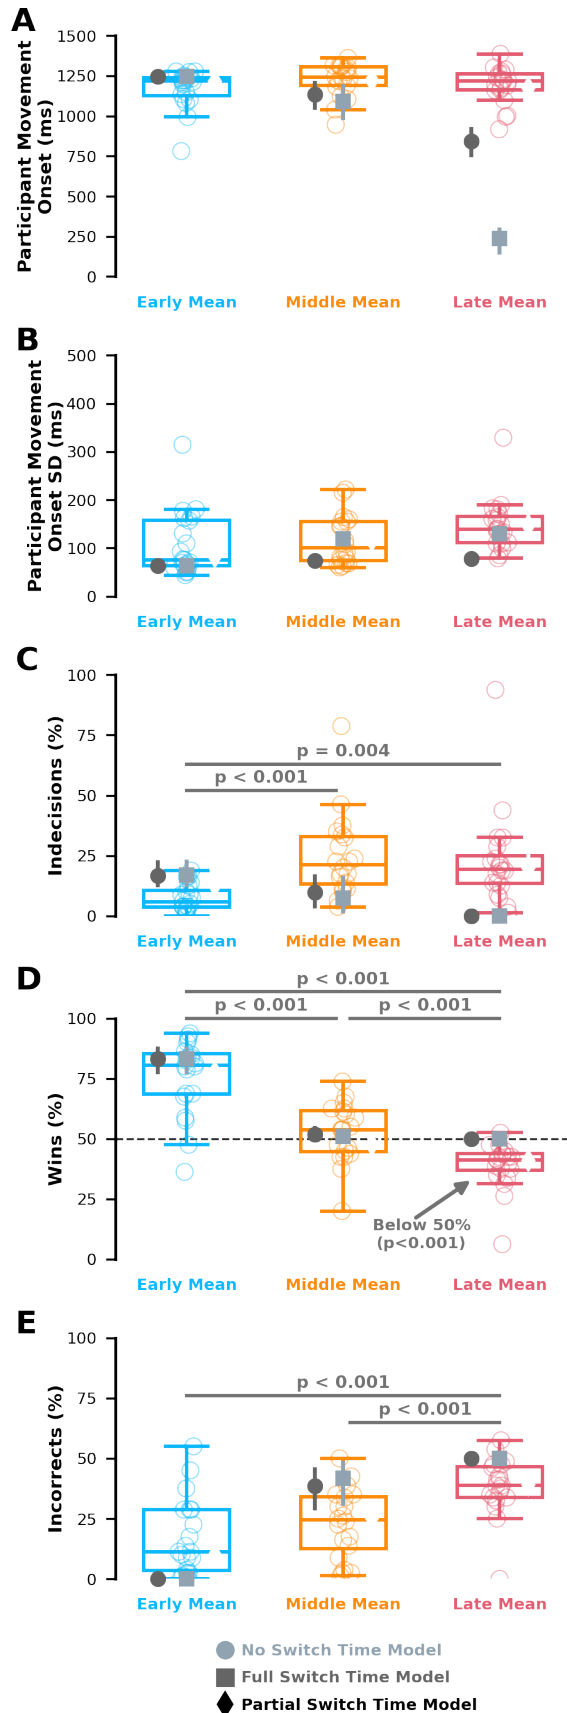 A
Participant Movement
Onset (ms)
1500
1250
1000
750
500
250
0
Early Mean
Middle Mean
Late Mean
B
Participant Movement
Onset SD (ms)
500
400
300
200
100
0
Early Mean
Middle Mean
Late Mean
C
Indecisions (%)
100
75
50
25
0
p = 0.004
p < 0.001
Early Mean
Middle Mean
Late Mean
D
Wins (%)
p < 0.001
p < 0.001
p < 0.001
100
75
50
25
0
Below 50%
(p<0.001)
Early Mean
Middle Mean
Late Mean
E
Incorrects (%)
100
75
50
25
0
p < 0.001
p < 0.001
Early Mean
Middle Mean
Late Mean
No Switch Time Model
Full Switch Time Model
Partial Switch Time Model